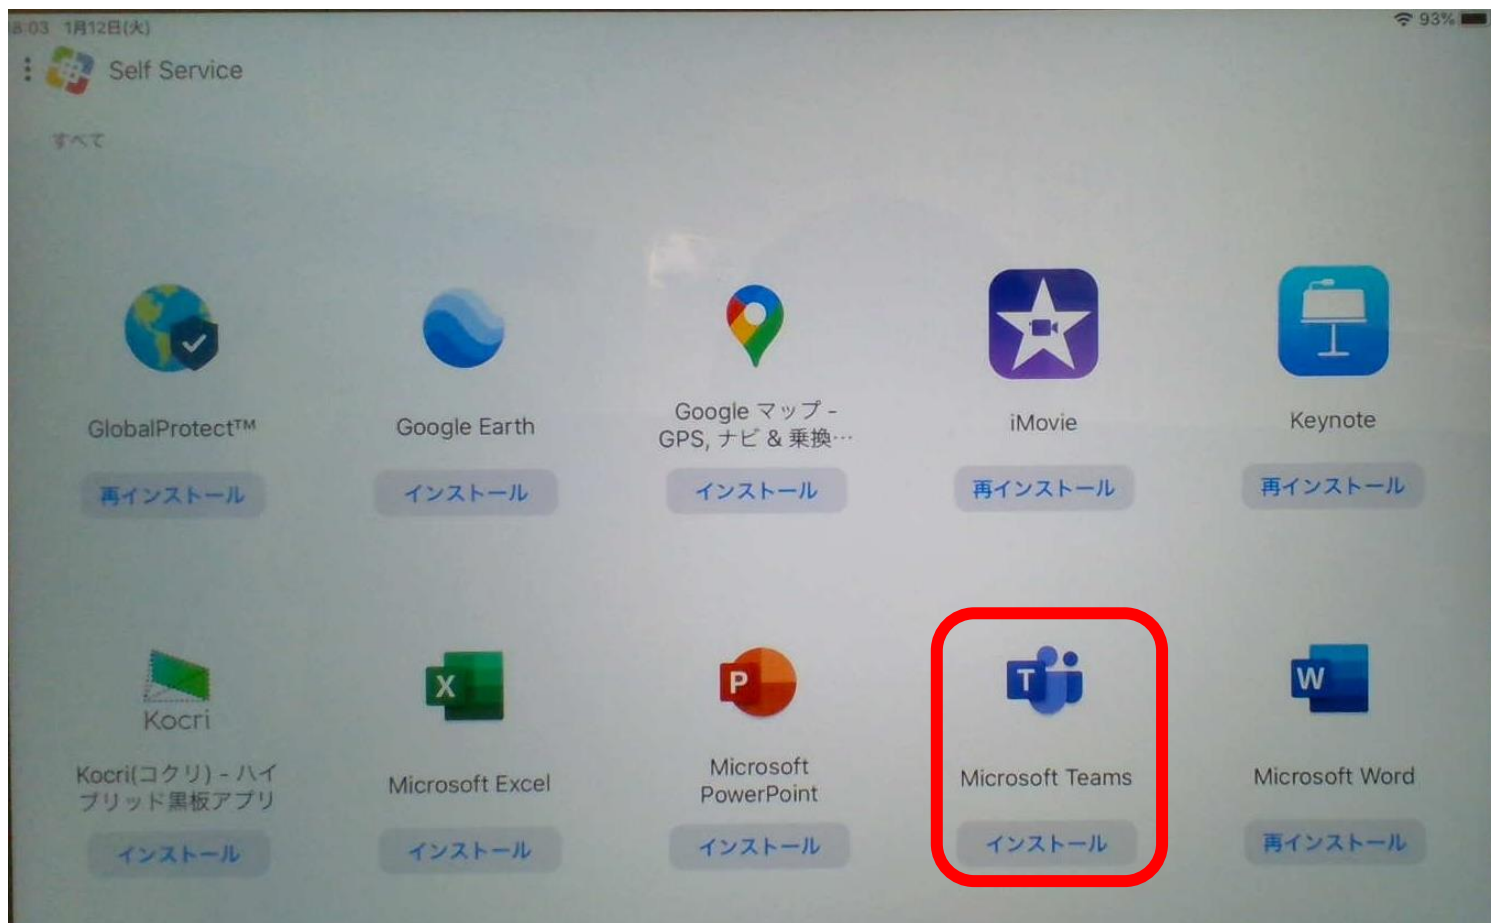 8:03 1月12日(火)
93%
Self Service
すべて
GlobalProtect™
Google Earth
Google マップ -
GPS, ナビ & 乗換…
iMovie
Keynote
再インストール
インストール
インストール
再インストール
再インストール
X
P
T
W
Kocri
Kocri(コクリ) - ハイ
ブリッド黒板アプリ
Microsoft Excel
Microsoft
PowerPoint
Microsoft Teams
Microsoft Word
インストール
インストール
インストール
インストール
再インストール